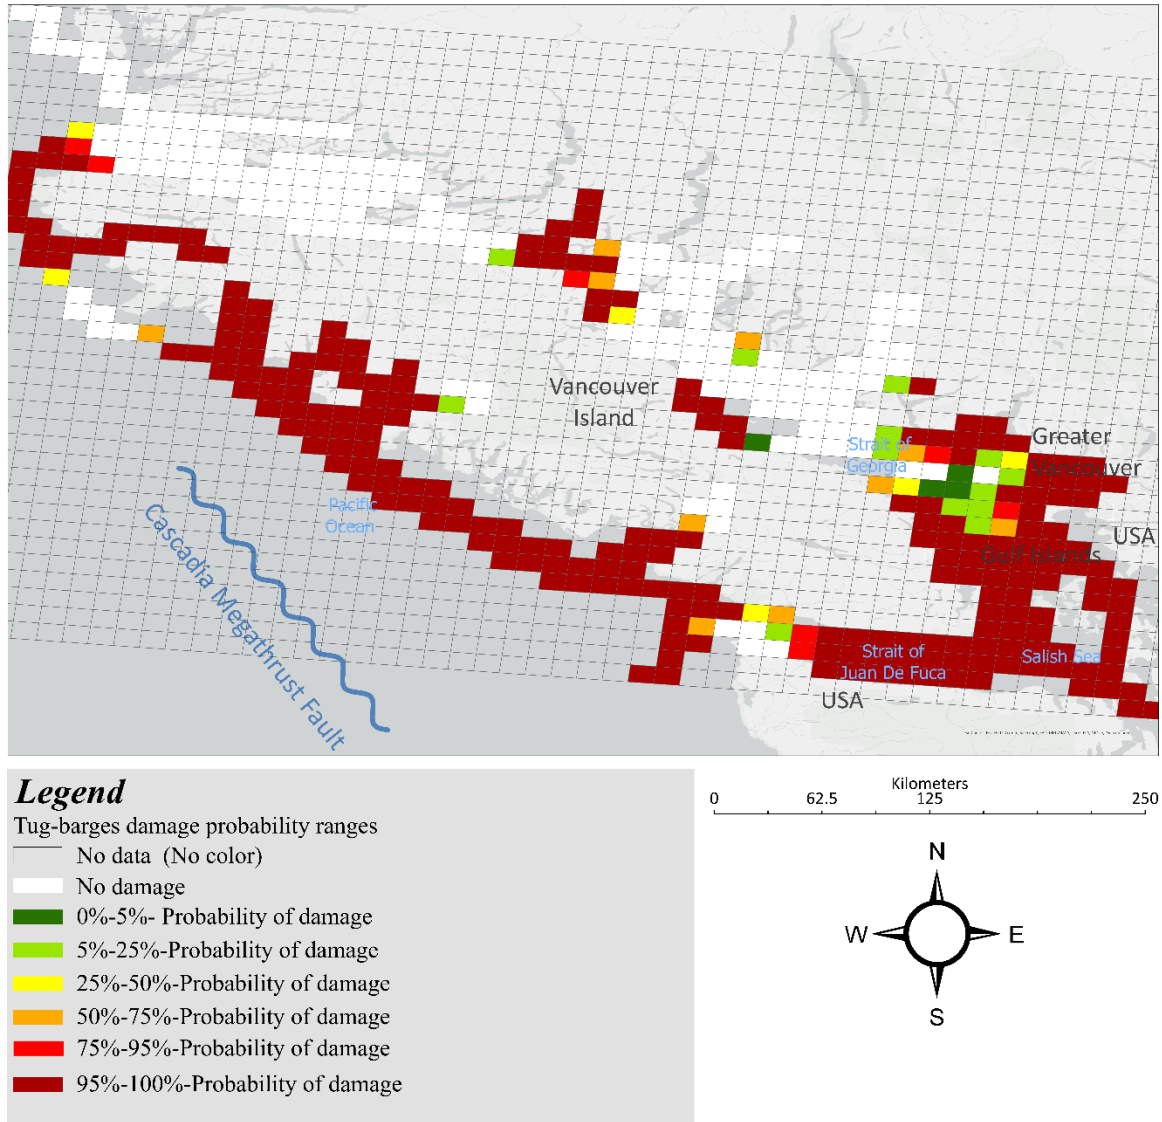 Vancouver
Island
Greater
Strait of
Georgia
Vancouver
Pacific
Ocean
USA
Gulf Islands
Cascadia Megathrust Fault
Strait of
Juan De Fuca
Salish Sea
USA
Legend
Tug-barges damage probability ranges
No data (No color)
No damage
0%-5%- Probability of damage
5%-25%-Probability of damage
25%-50%-Probability of damage
50%-75%-Probability of damage
75%-95%-Probability of damage
95%-100%-Probability of damage
Kilometers
0 62.5 125 250
N
W E
S